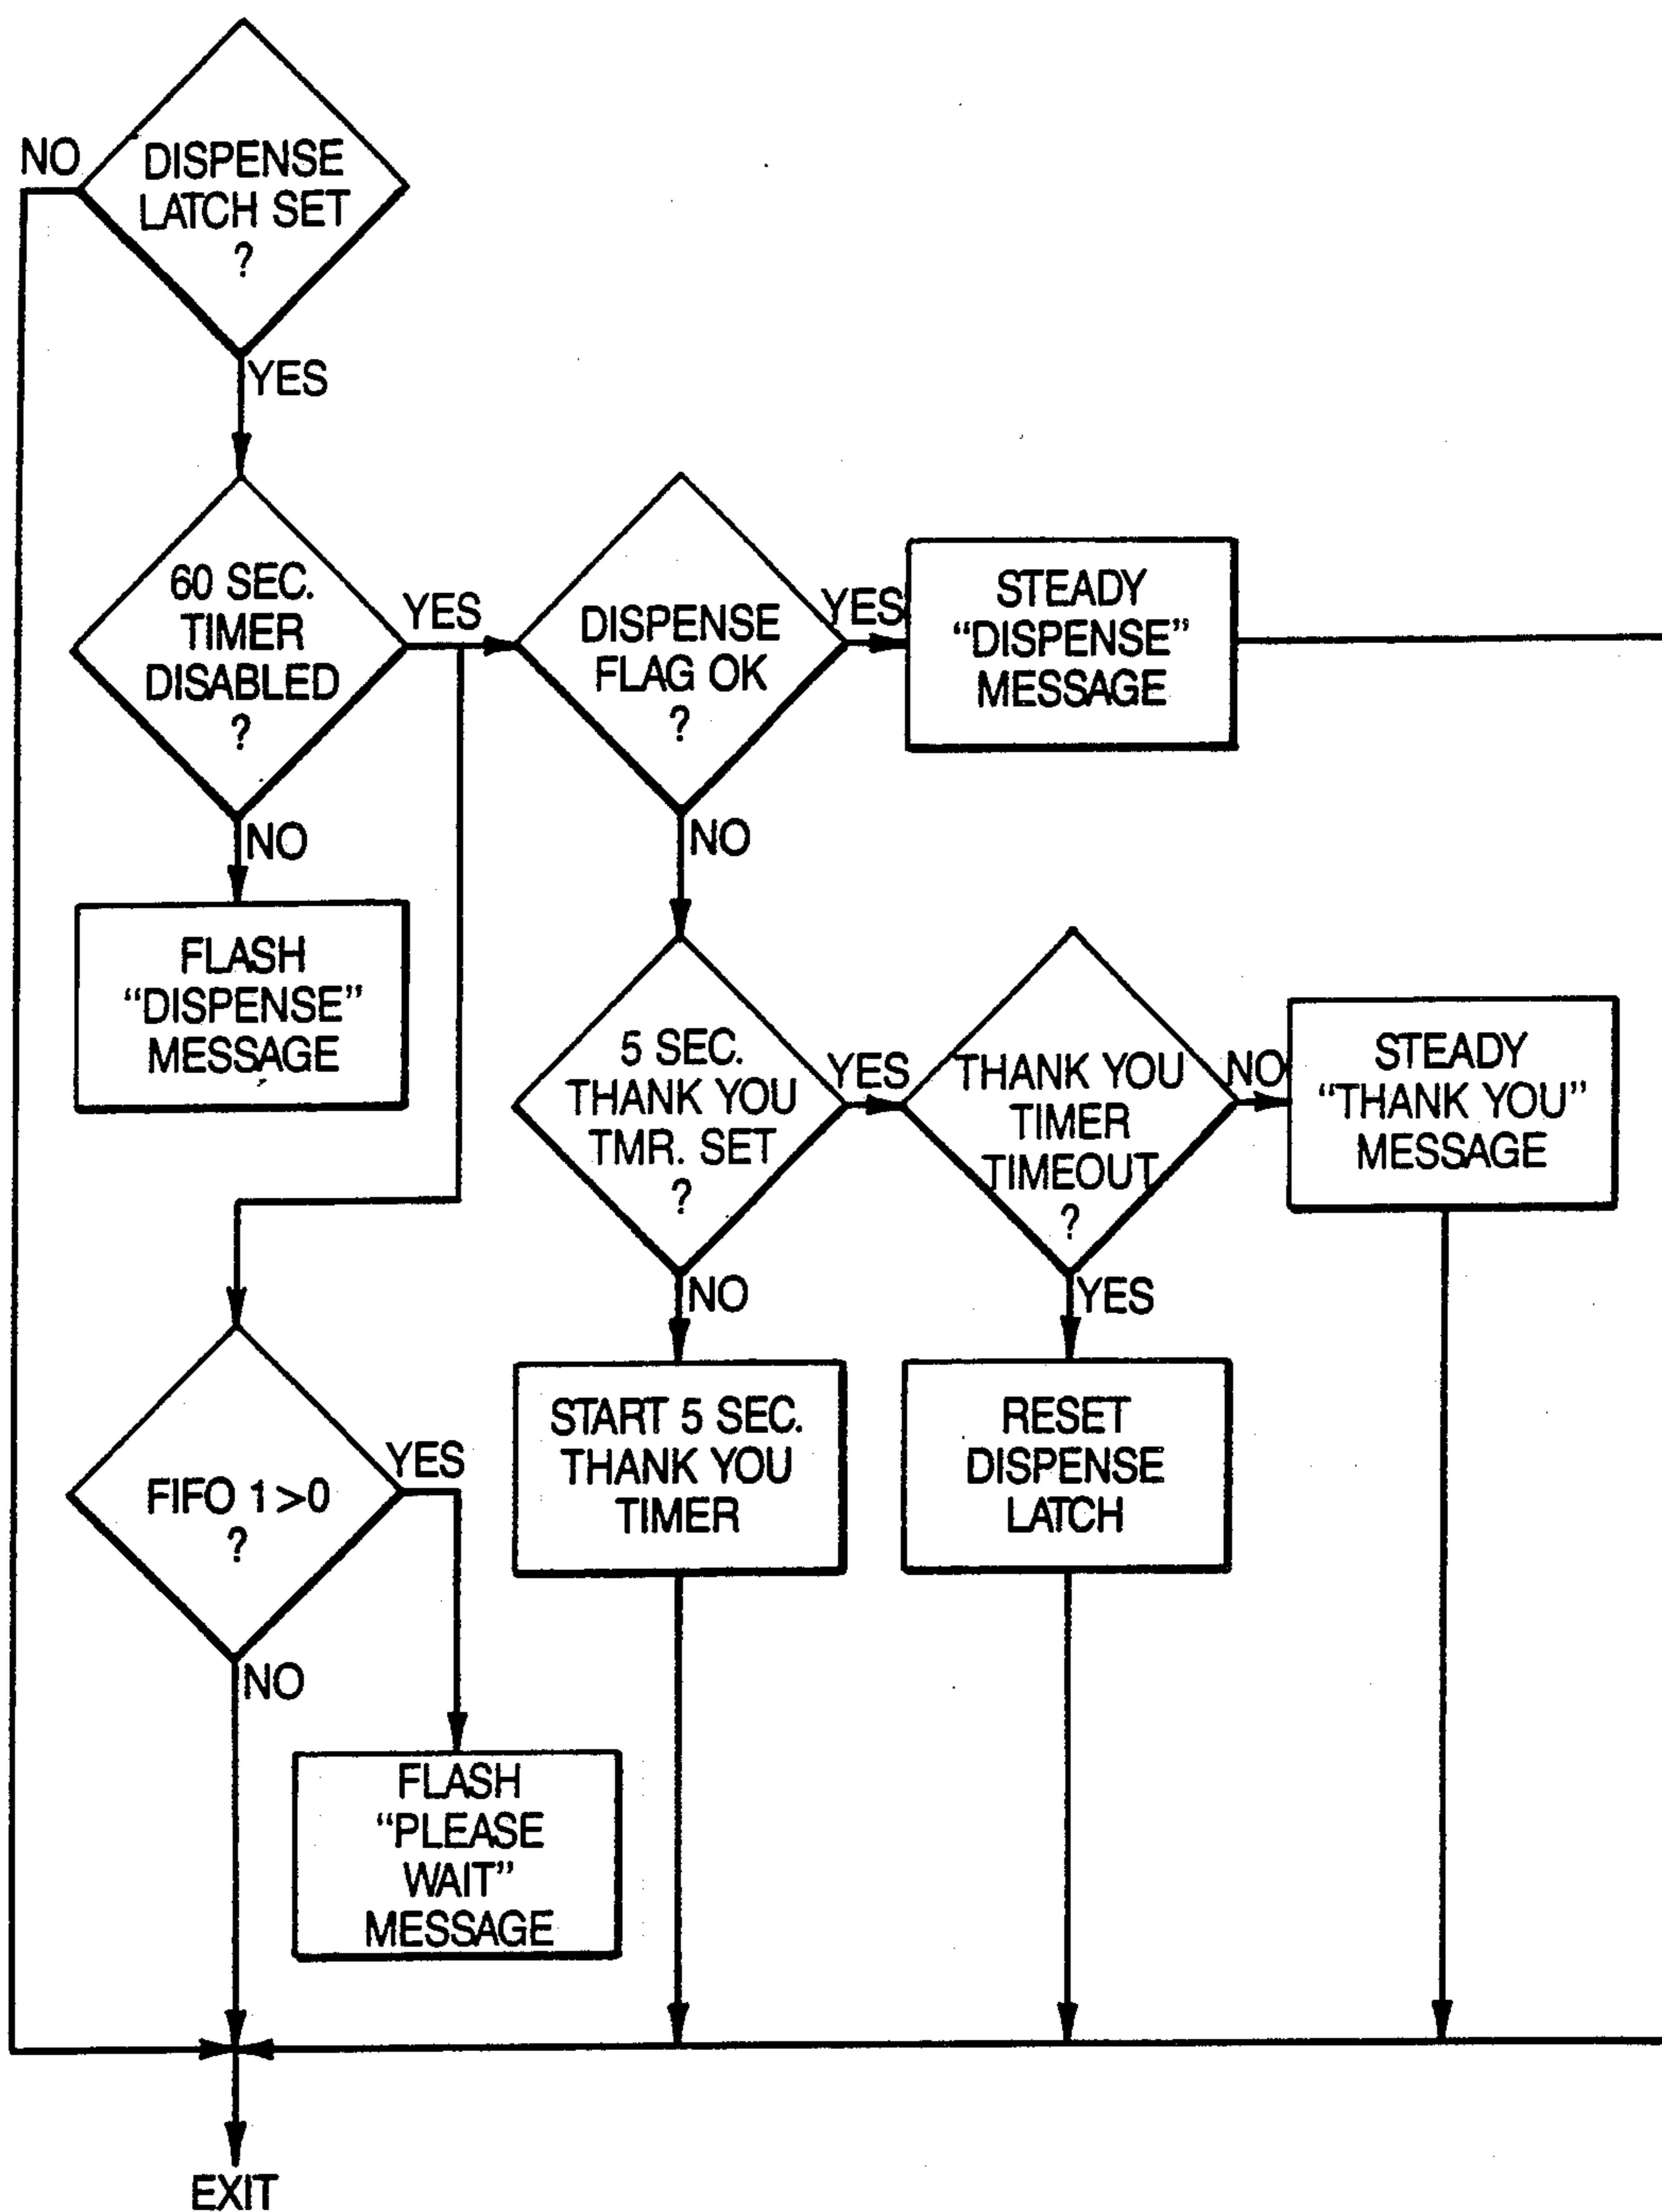 NO
DISPENSE
LATCH SET
?
YES
60 SEC.
TIMER
DISABLED
?
YES
NO
FLASH
“DISPENSE”
MESSAGE
DISPENSE
FLAG OK
?
YES
STEADY
“DISPENSE”
MESSAGE
NO
5 SEC.
THANK YOU
TMR. SET
?
YES
THANK YOU
TIMER
TIMEOUT
?
NO
STEADY
“THANK YOU”
MESSAGE
NO
START 5 SEC.
THANK YOU
TIMER
YES
RESET
DISPENSE
LATCH
FIFO 1>0
?
YES
NO
FLASH
“PLEASE
WAIT”
MESSAGE
EXIT